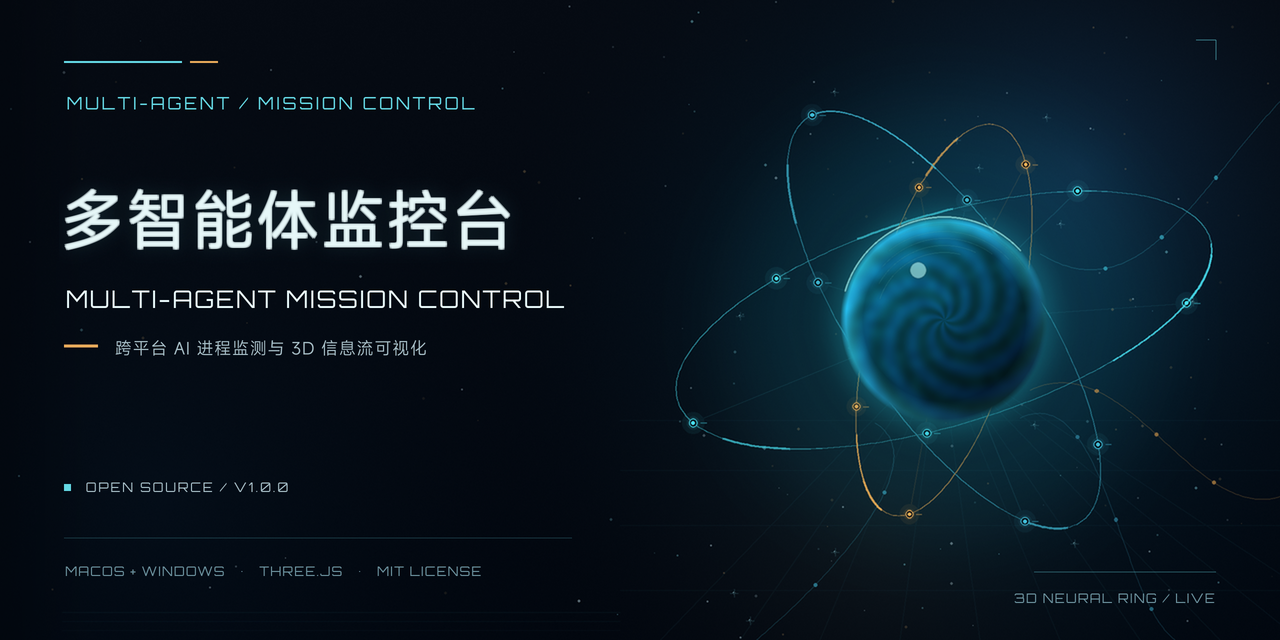 MULTI-AGENT / MISSION CONTROL
多智能体监控台
MULTI-AGENT MISSION CONTROL
跨平台 AI 进程监测与 3D 信息流可视化
OPEN SOURCE / V1.0.0
MACOS + WINDOWS · THREE.JS · MIT LICENSE
3D NEURAL RING / LIVE